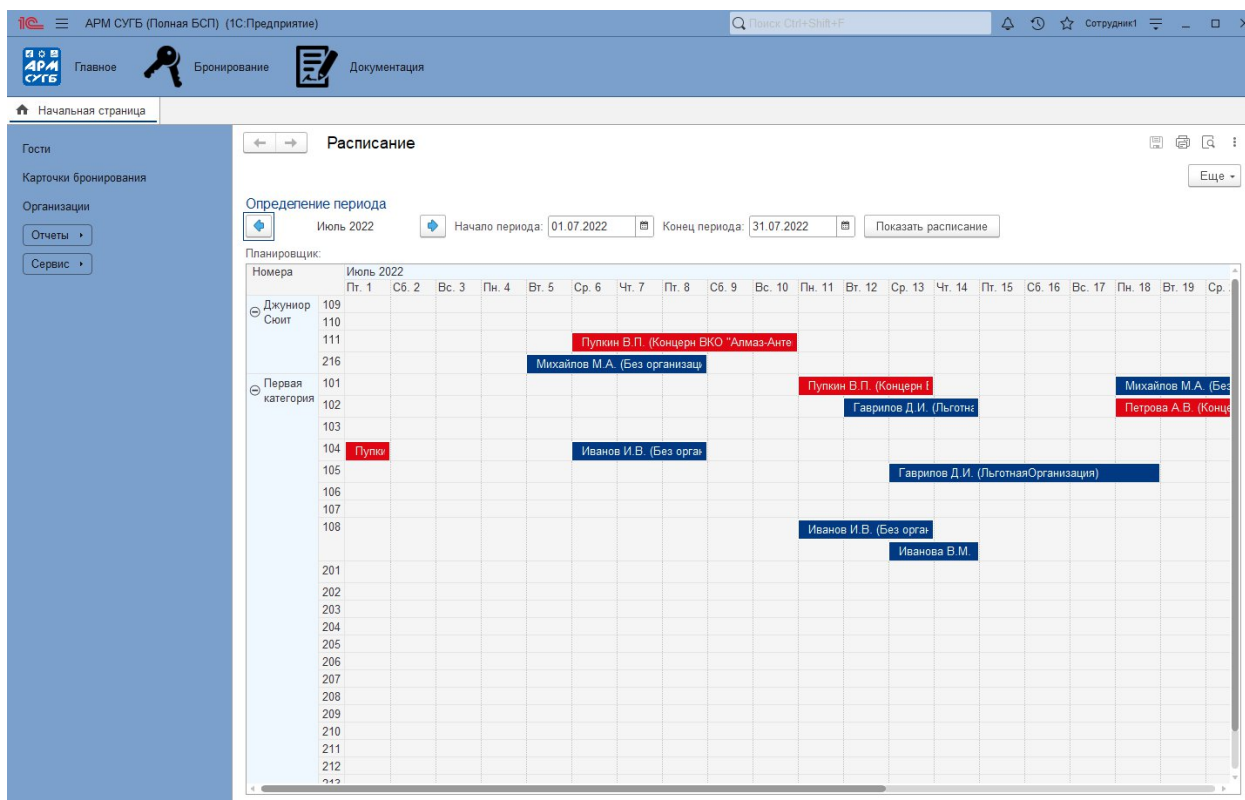 1С АРМ СУГБ (Полная БСП) (1С:Предприятие) Поиск Ctrl+Shift+F Сотрудник1
АРМ СУГБ Главное Бронирование Документация
Начальная страница
Гости
Карточки бронирования
Организации
Отчеты
Сервис
Расписание
Еще
Определение периода
Июль 2022 Начало периода: 01.07.2022 Конец периода: 31.07.2022 Показать расписание
Планировщик:
Номера Июль 2022
Пт. 1 Сб. 2 Вс. 3 Пн. 4 Вт. 5 Ср. 6 Чт. 7 Пт. 8 Сб. 9 Вс. 10 Пн. 11 Вт. 12 Ср. 13 Чт. 14 Пт. 15 Сб. 16 Вс. 17 Пн. 18 Вт. 19 Ср.
Джуниор Сюит
109
110
111 Пупкин В.П. (Концерн ВКО "Алмаз-Анте
216 Михайлов М.А. (Без организаци
Первая категория
101 Пупкин В.П. (Концерн Михайлов М.А. (Без
102 Гаврилов Д.И. (Льготна Петрова А.В. (Конце
103
104 Пупки Иванов И.В. (Без орган
105 Гаврилов Д.И. (ЛьготнаяОрганизация)
106
107
108 Иванов И.В. (Без орган
Иванова В.М.
201
202
203
204
205
206
207
208
209
210
211
212